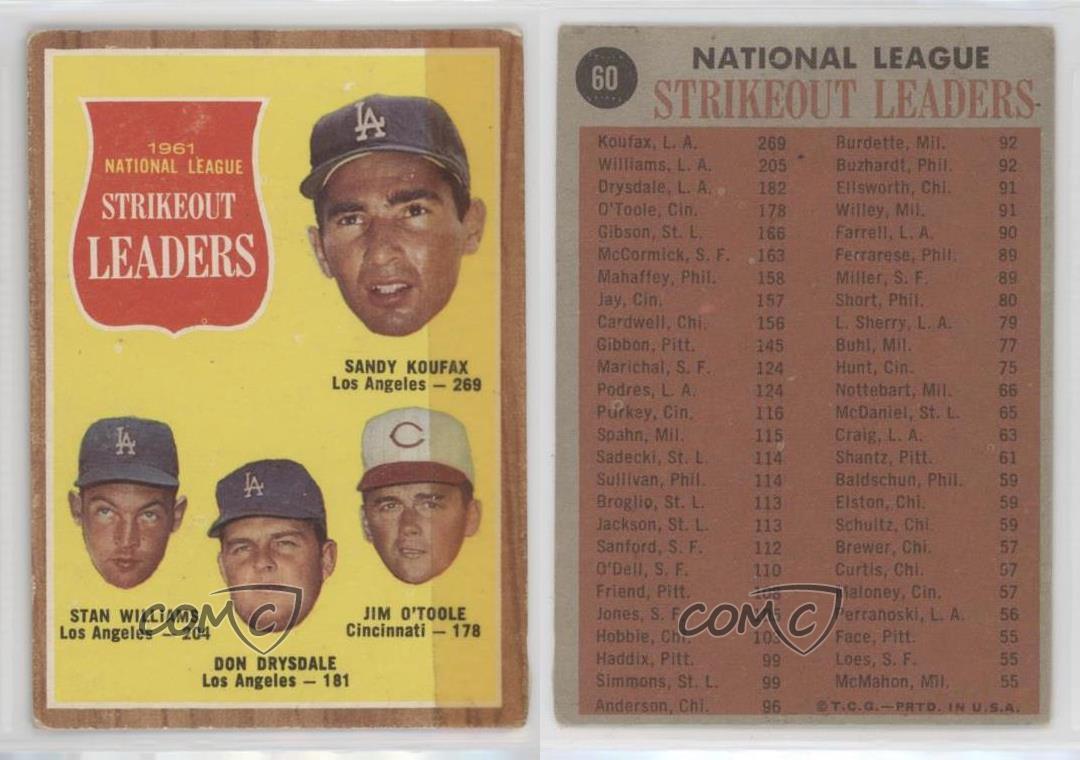 1961
NATIONAL LEAGUE
STRIKEOUT
LEADERS
LA
SANDY KOUFAX
Los Angeles — 269
LA
LA
C
STAN WILLIAMS
Los Angeles — 204
JIM O'TOOLE
Cincinnati — 178
DON DRYSDALE
Los Angeles — 181
COMC
60
NATIONAL LEAGUE
STRIKEOUT LEADERS
Koufax, L. A. 269 Burdette, Mil. 92
Williams, L. A. 205 Buzhardt, Phil. 92
Drysdale, L. A. 182 Ellsworth, Chi. 91
O'Toole, Cin. 178 Willey, Mil. 91
Gibson, St. L. 166 Farrell, L. A. 90
McCormick, S. F. 163 Ferrarese, Phil. 89
Mahaffey, Phil. 158 Miller, S. F. 89
Jay, Cin. 157 Short, Phil. 80
Cardwell, Chi. 156 L. Sherry, L. A. 79
Gibbon, Pitt. 145 Buhl, Mil. 77
Marichal, S. F. 124 Hunt, Cin. 75
Podres, L. A. 124 Nottebart, Mil. 66
Purkey, Cin. 116 McDaniel, St. L. 65
Spahn, Mil. 115 Craig, L. A. 63
Sadecki, St. L. 114 Shantz, Pitt. 61
Sullivan, Phil. 114 Baldschun, Phil. 59
Broglio, St. L. 113 Elston, Chi. 59
Jackson, St. L. 113 Schultz, Chi. 59
Sanford, S. F. 112 Brewer, Chi. 57
O'Dell, S. F. 110 Curtis, Chi. 57
Friend, Pitt. 108 Maloney, Cin. 57
Jones, S. F. Perranoski, L. A. 56
Hobbie, Chi. 103 Face, Pitt. 55
Haddix, Pitt. 99 Loes, S. F. 55
Simmons, St. L. 99 McMahon, Mil. 55
Anderson, Chi. 96 ©T.C.G.—PRTD. IN U.S.A.
COMC